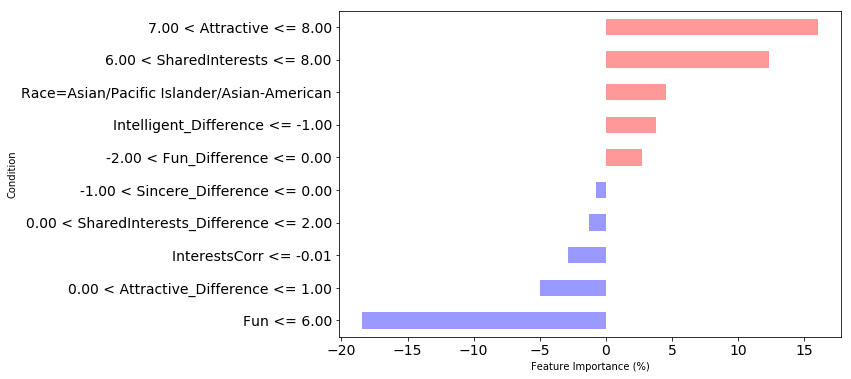 7.00 < Attractive <= 8.00
6.00 < SharedInterests <= 8.00
Race=Asian/Pacific Islander/Asian-American
Intelligent_Difference <= -1.00
-2.00 < Fun_Difference <= 0.00
-1.00 < Sincere_Difference <= 0.00
0.00 < SharedInterests_Difference <= 2.00
InterestsCorr <= -0.01
0.00 < Attractive_Difference <= 1.00
Fun <= 6.00
Condition
−20 −15 −10 −5 0 5 10 15
Feature Importance (%)